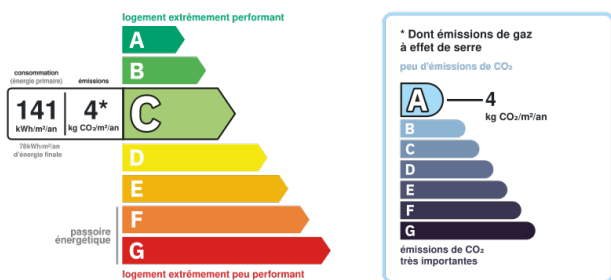 logement extrêmement performant
A
B
consommation
(énergie primaire)
émissions
141
kWh/m²/an
4*
kg CO₂/m²/an
C
78kWh/m²/an
d'énergie finale
D
E
F
G
passoire
énergétique
logement extrêmement peu performant
* Dont émissions de gaz
à effet de serre
peu d'émissions de CO₂
A
4
kg CO₂/m²/an
B
C
D
E
F
G
émissions de CO₂
très importantes